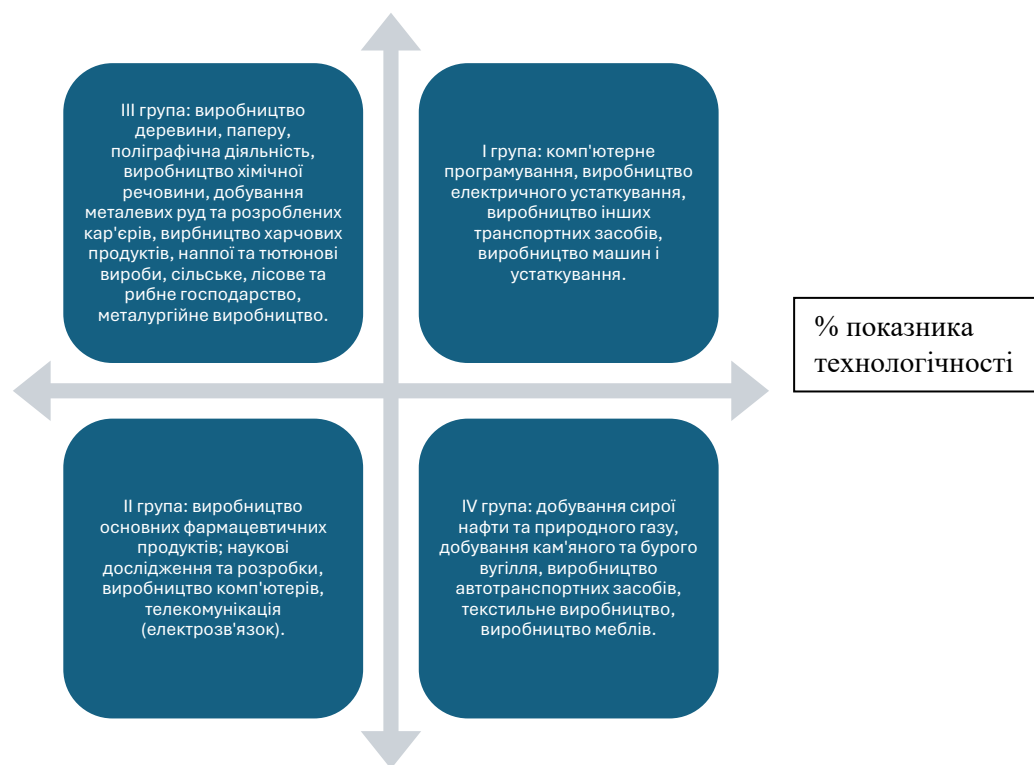 III група: виробництво
деревини, паперу,
поліграфічна діяльність,
виробництво хімічної
речовини, добування
металевих руд та розроблених
кар'єрів, вирбництво харчових
продуктів, наппої та тютюнові
вироби, сільське, лісове та
рибне господарство,
металургійне виробництво.
I група: комп'ютерне
програмування, виробництво
електричного устаткування,
виробництво інших
транспортних засобів,
виробництво машин і
устаткування.
% показника
технологічності
II група: виробництво
основних фармацевтичних
продуктів; наукові
дослідження та розробки,
виробництво комп'ютерів,
телекомунікація
(електрозв'язок).
IV група: добування сирої
нафти та природного газу,
добування кам'яного та бурого
вугілля, виробництво
автотранспортних засобів,
текстильне виробництво,
виробництво меблів.